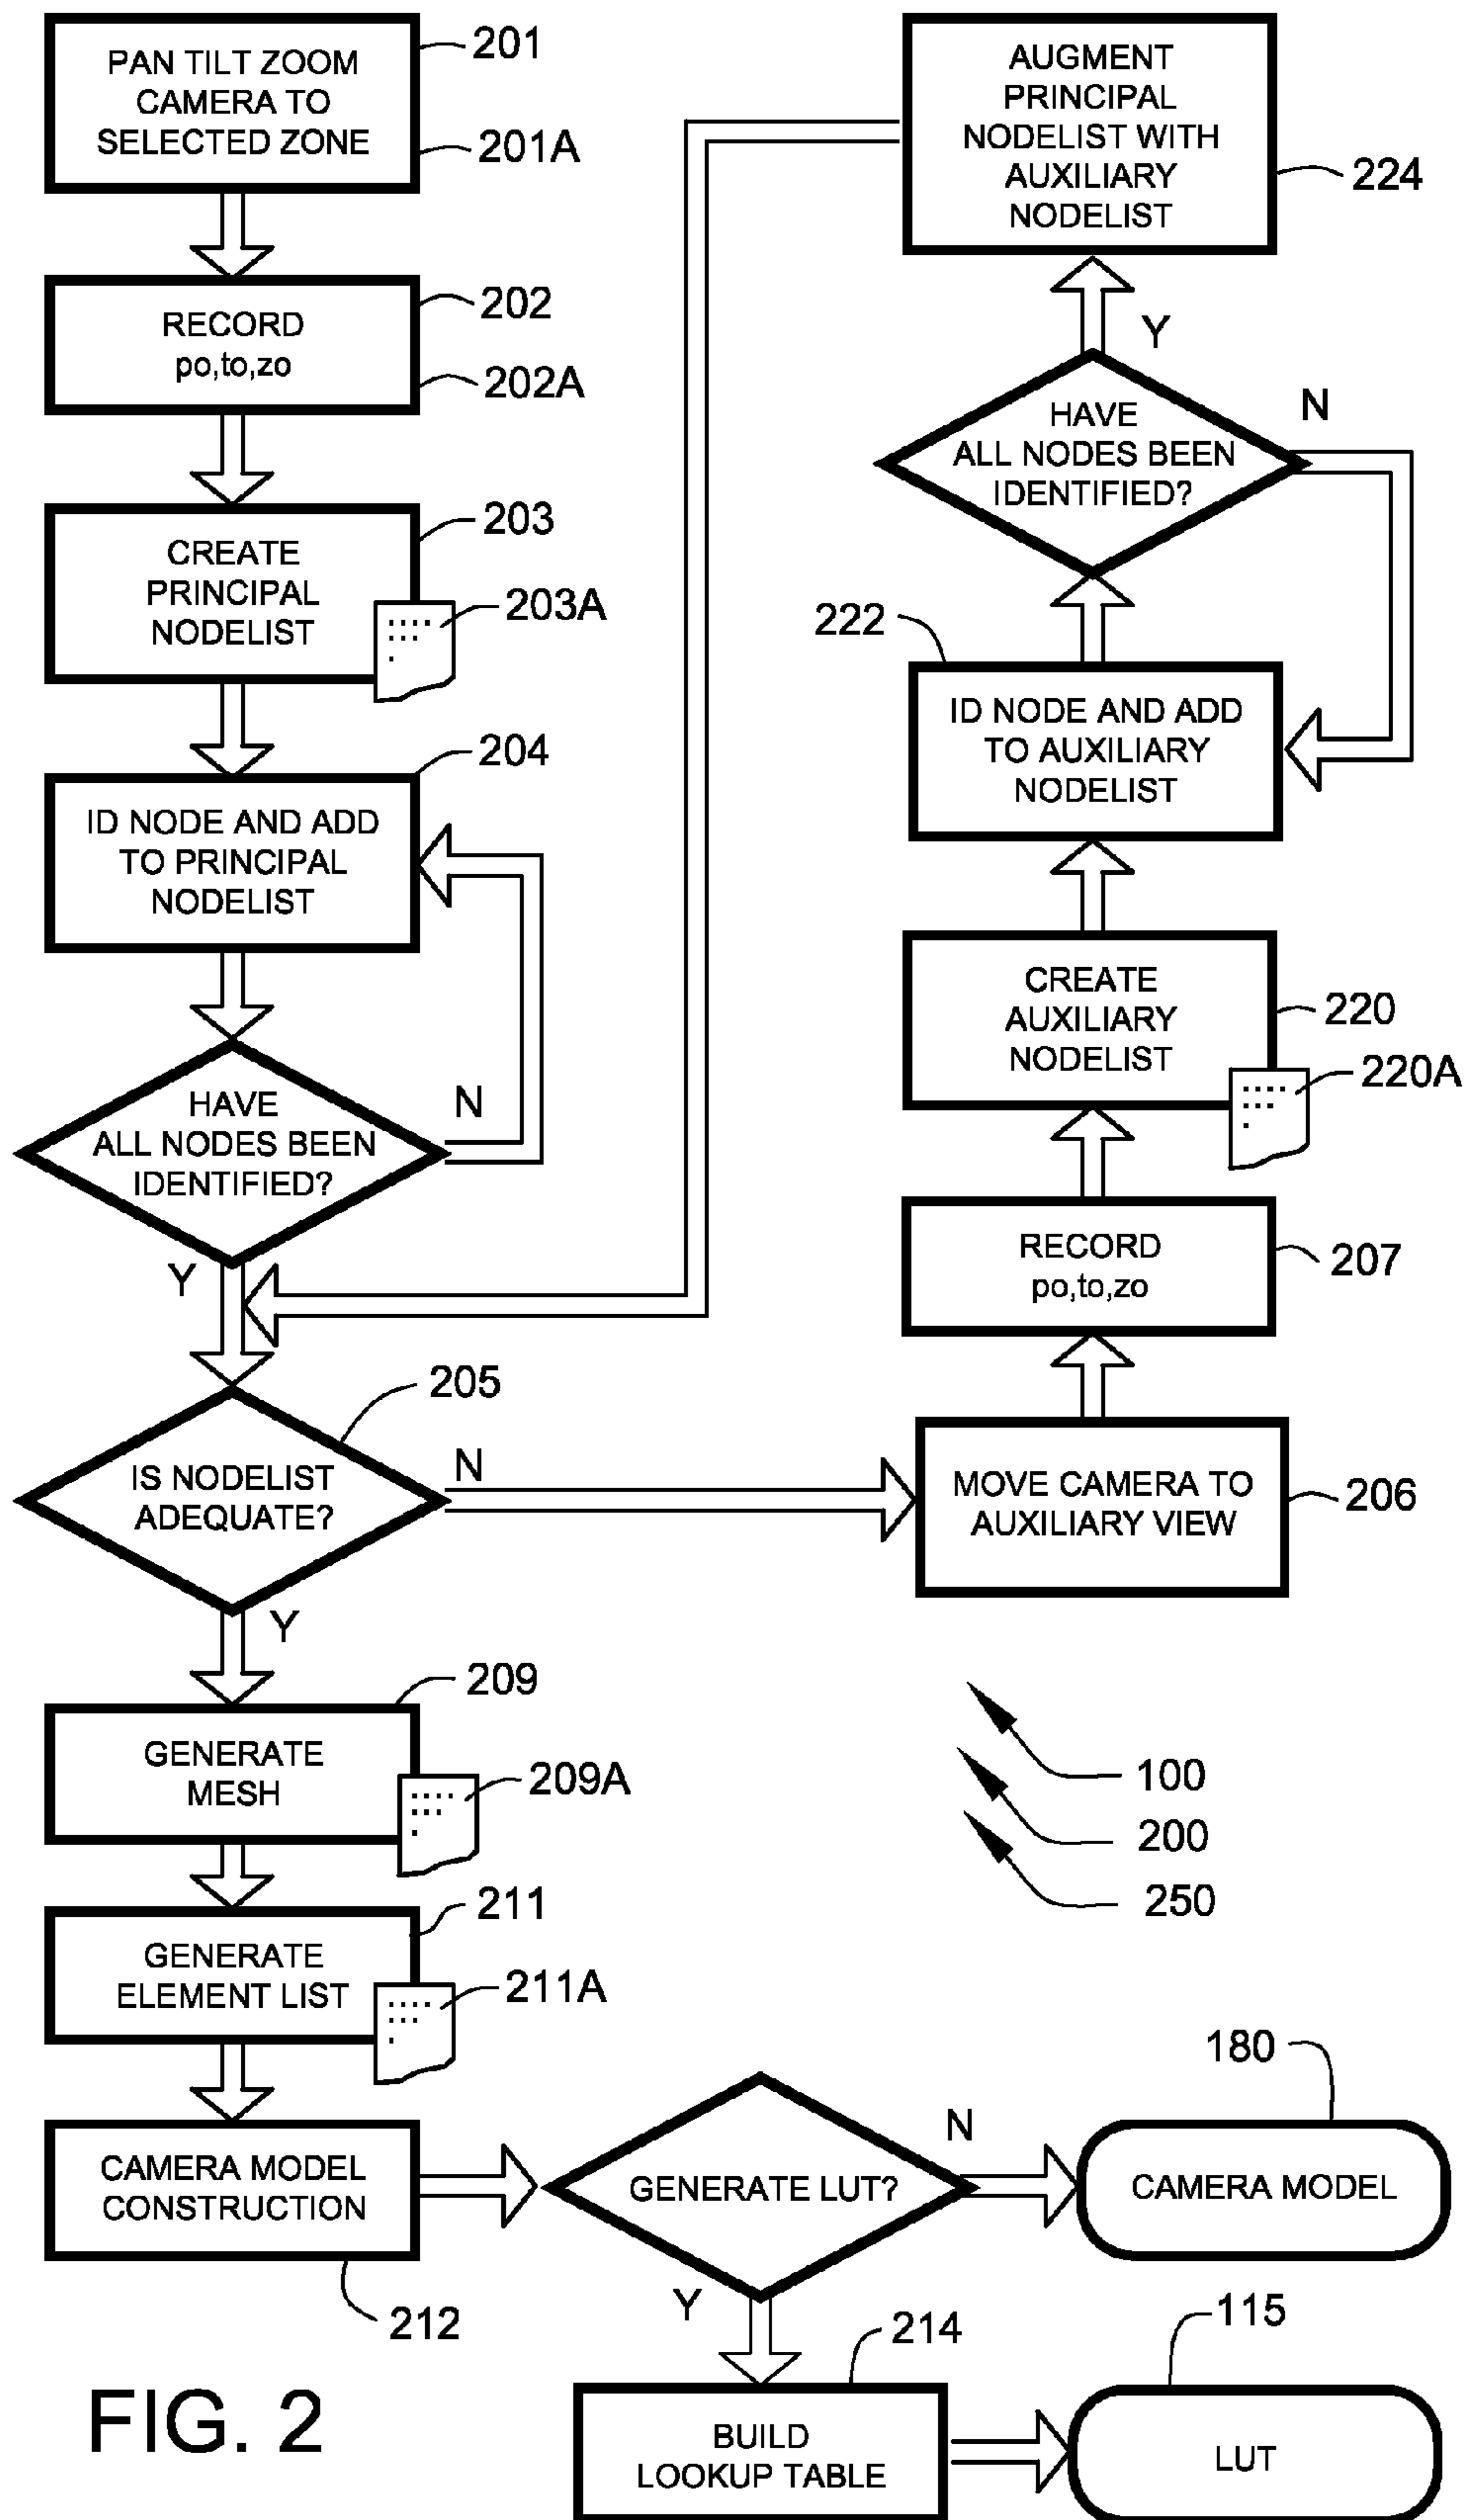 PAN TILT ZOOM
CAMERA TO
SELECTED ZONE
201
201A
RECORD
po,to,zo
202
202A
CREATE
PRINCIPAL
NODELIST
203
203A
ID NODE AND ADD
TO PRINCIPAL
NODELIST
204
HAVE
ALL NODES BEEN
IDENTIFIED?
N
Y
IS NODELIST
ADEQUATE?
205
N
Y
GENERATE
MESH
209
209A
GENERATE
ELEMENT LIST
211
211A
CAMERA MODEL
CONSTRUCTION
212
AUGMENT
PRINCIPAL
NODELIST WITH
AUXILIARY
NODELIST
224
Y
HAVE
ALL NODES BEEN
IDENTIFIED?
N
222
ID NODE AND ADD
TO AUXILIARY
NODELIST
CREATE
AUXILIARY
NODELIST
220
220A
RECORD
po,to,zo
207
MOVE CAMERA TO
AUXILIARY VIEW
206
100
200
250
GENERATE LUT?
N
Y
180
CAMERA MODEL
214
BUILD
LOOKUP TABLE
115
LUT
FIG. 2